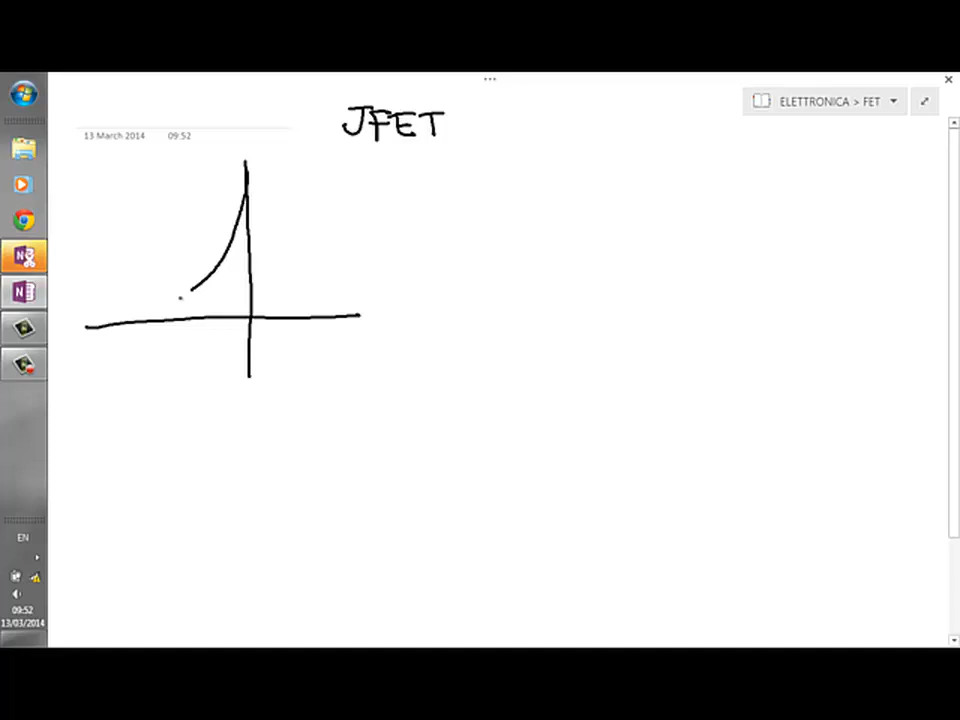 ELETTRONICA > FET
JFET
13 March 2014 09:52
EN
09:52
13/03/2014